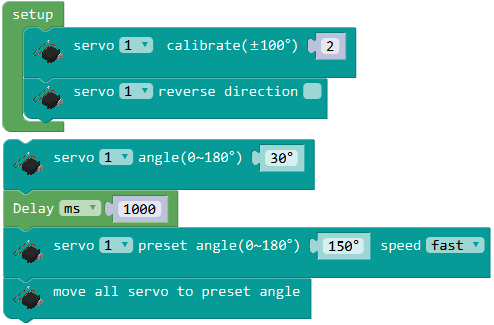 setup
servo 1 calibrate(±100°) 2
servo 1 reverse direction
servo 1 angle(0~180°) 30°
Delay ms 1000
servo 1 preset angle(0~180°) 150° speed fast
move all servo to preset angle